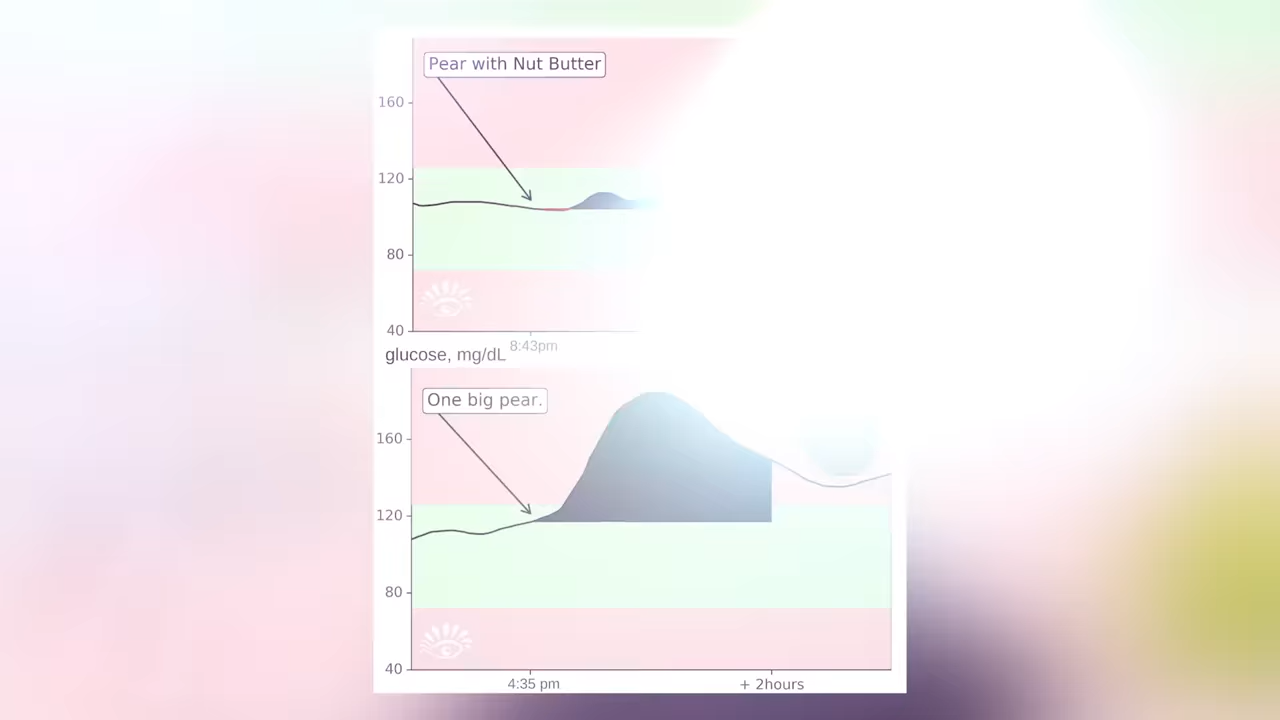 Pear with Nut Butter
160
120
80
40
8:43pm
glucose, mg/dL
One big pear.
160
120
80
40
4:35 pm
+ 2hours